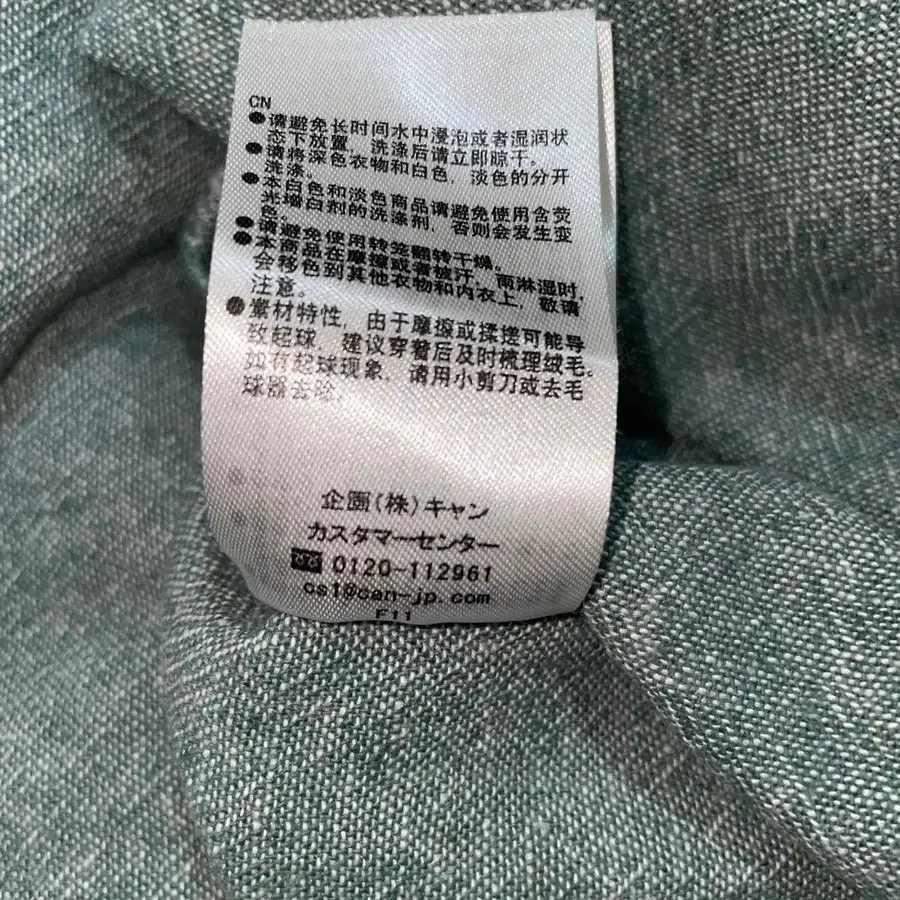 CN
●请避免长时间水中浸泡或者湿润状
态下放置，洗涤后请立即晾干。
●请将深色衣物和白色，淡色的分开
洗涤。
●本白色和淡色商品请避免使用含荧
光增白剂的洗涤剂，否则会发生变
色。
●请避免使用转笼翻转干燥。
●本商品在摩擦或者被汗，雨淋湿时，
会移色到其他衣物和内衣上，敬请
注意。
●素材特性，由于摩擦或揉搓可能导
致起球，建议穿着后及时梳理绒毛。
如有起球现象，请用小剪刀或去毛
球器去除。
企画(株)キャン
カスタマーセンター
0120-112961
cs1@can-jp.com
F11